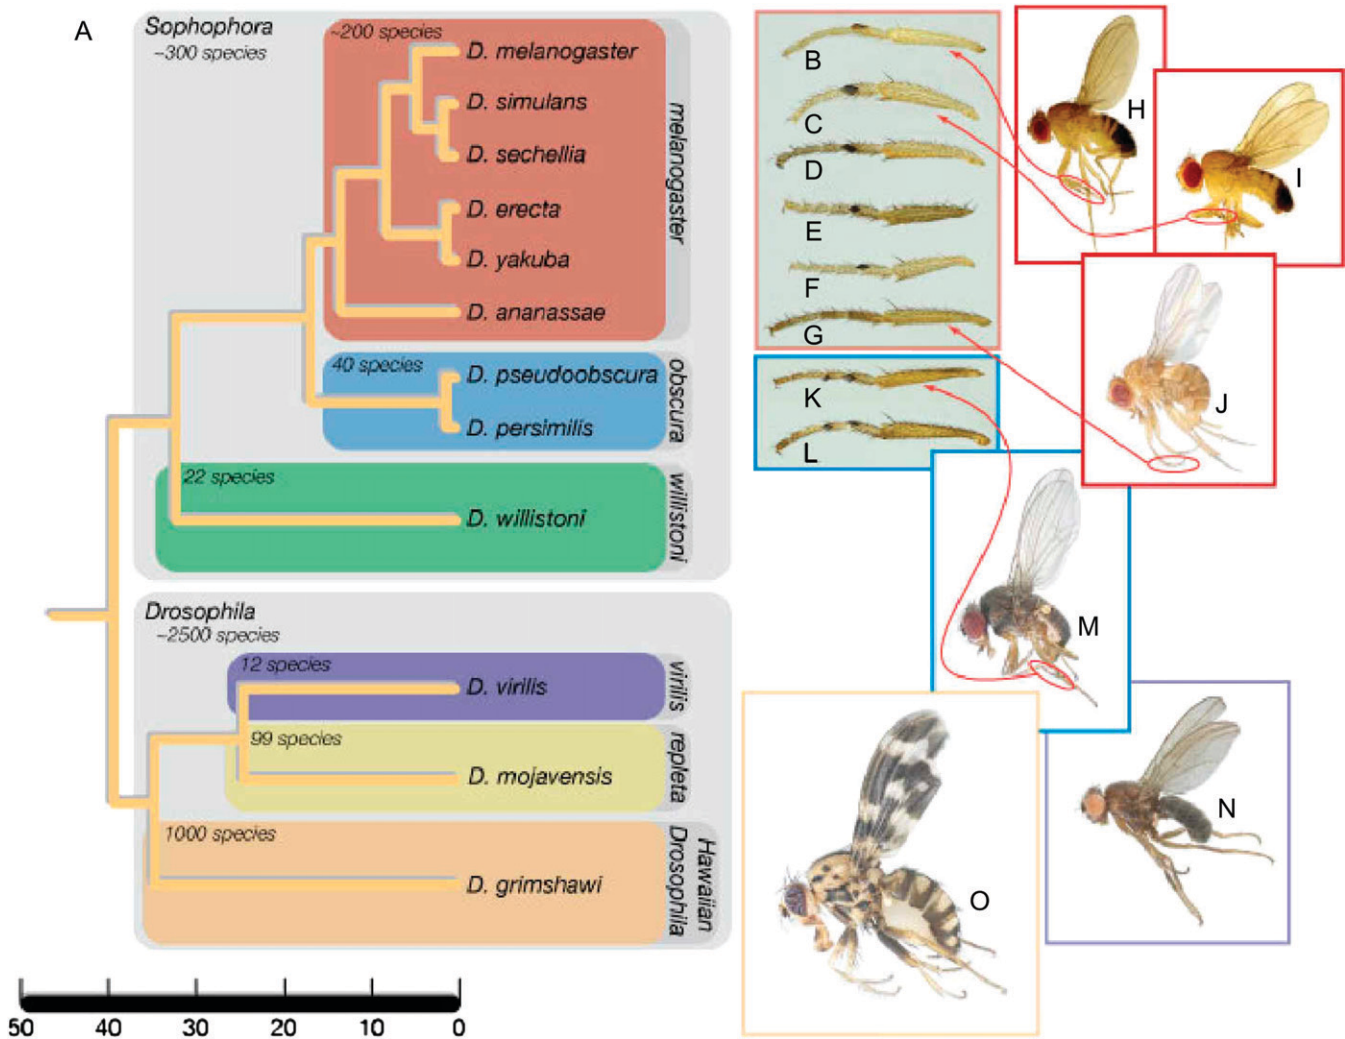 A
Sophophora
~300 species
~200 species
D. melanogaster
D. simulans
D. sechellia
D. erecta
D. yakuba
D. ananassae
melanogaster
40 species
D. pseudoobscura
D. persimilis
obscura
22 species
D. willistoni
willistoni
Drosophila
~2500 species
12 species
D. virilis
virilis
99 species
D. mojavensis
repleta
1000 species
D. grimshawi
Hawaiian
Drosophila
50 40 30 20 10 0
B
C
D
E
F
G
H
I
J
K
L
M
N
O